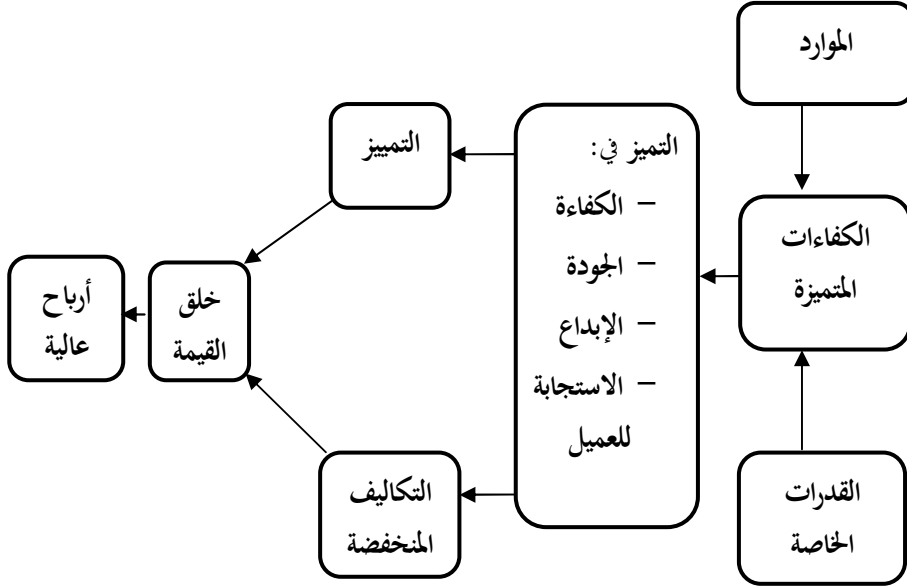 الموارد
الكفاءات
المتميزة
القدرات
الخاصة
التميز في:
– الكفاءة
– الجودة
– الإبداع
– الاستجابة
للعميل
التمييز
التكاليف
المنخفضة
خلق
القيمة
أرباح
عالية